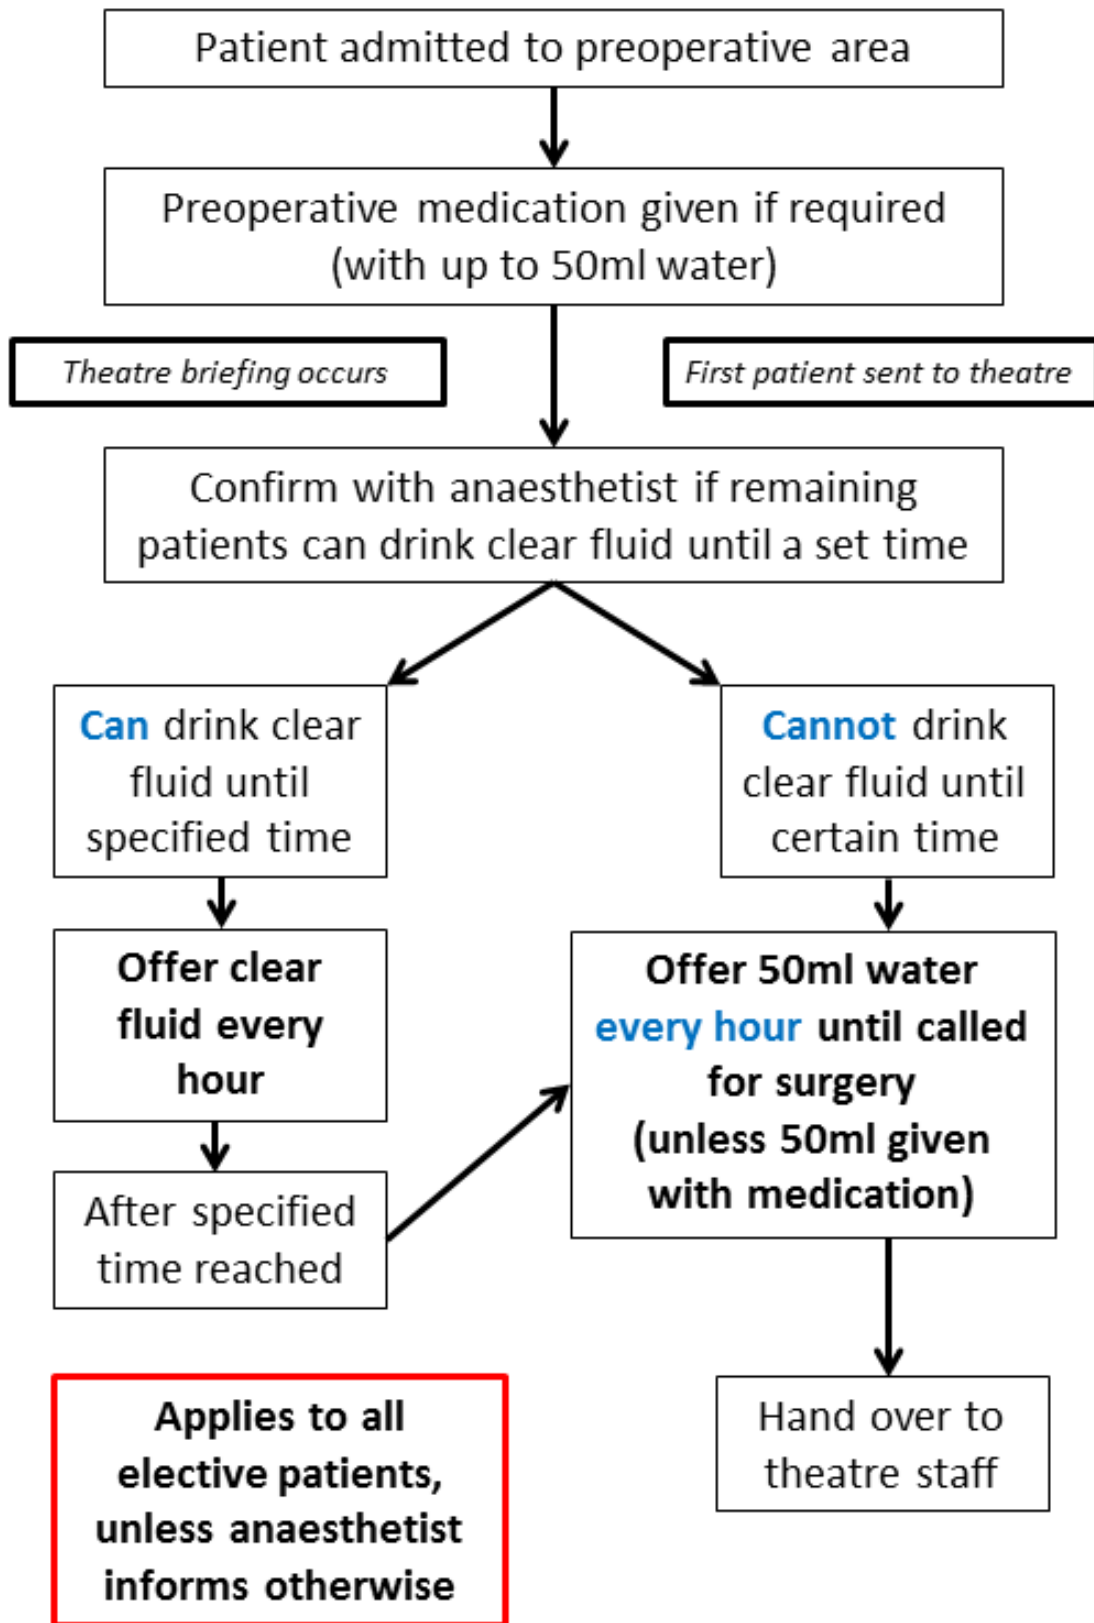 Patient admitted to preoperative area
Preoperative medication given if required
(with up to 50ml water)
Theatre briefing occurs
First patient sent to theatre
Confirm with anaesthetist if remaining
patients can drink clear fluid until a set time
Can drink clear
fluid until
specified time
Cannot drink
clear fluid until
certain time
Offer clear
fluid every
hour
Offer 50ml water
every hour until called
for surgery
(unless 50ml given
with medication)
After specified
time reached
Applies to all
elective patients,
unless anaesthetist
informs otherwise
Hand over to
theatre staff